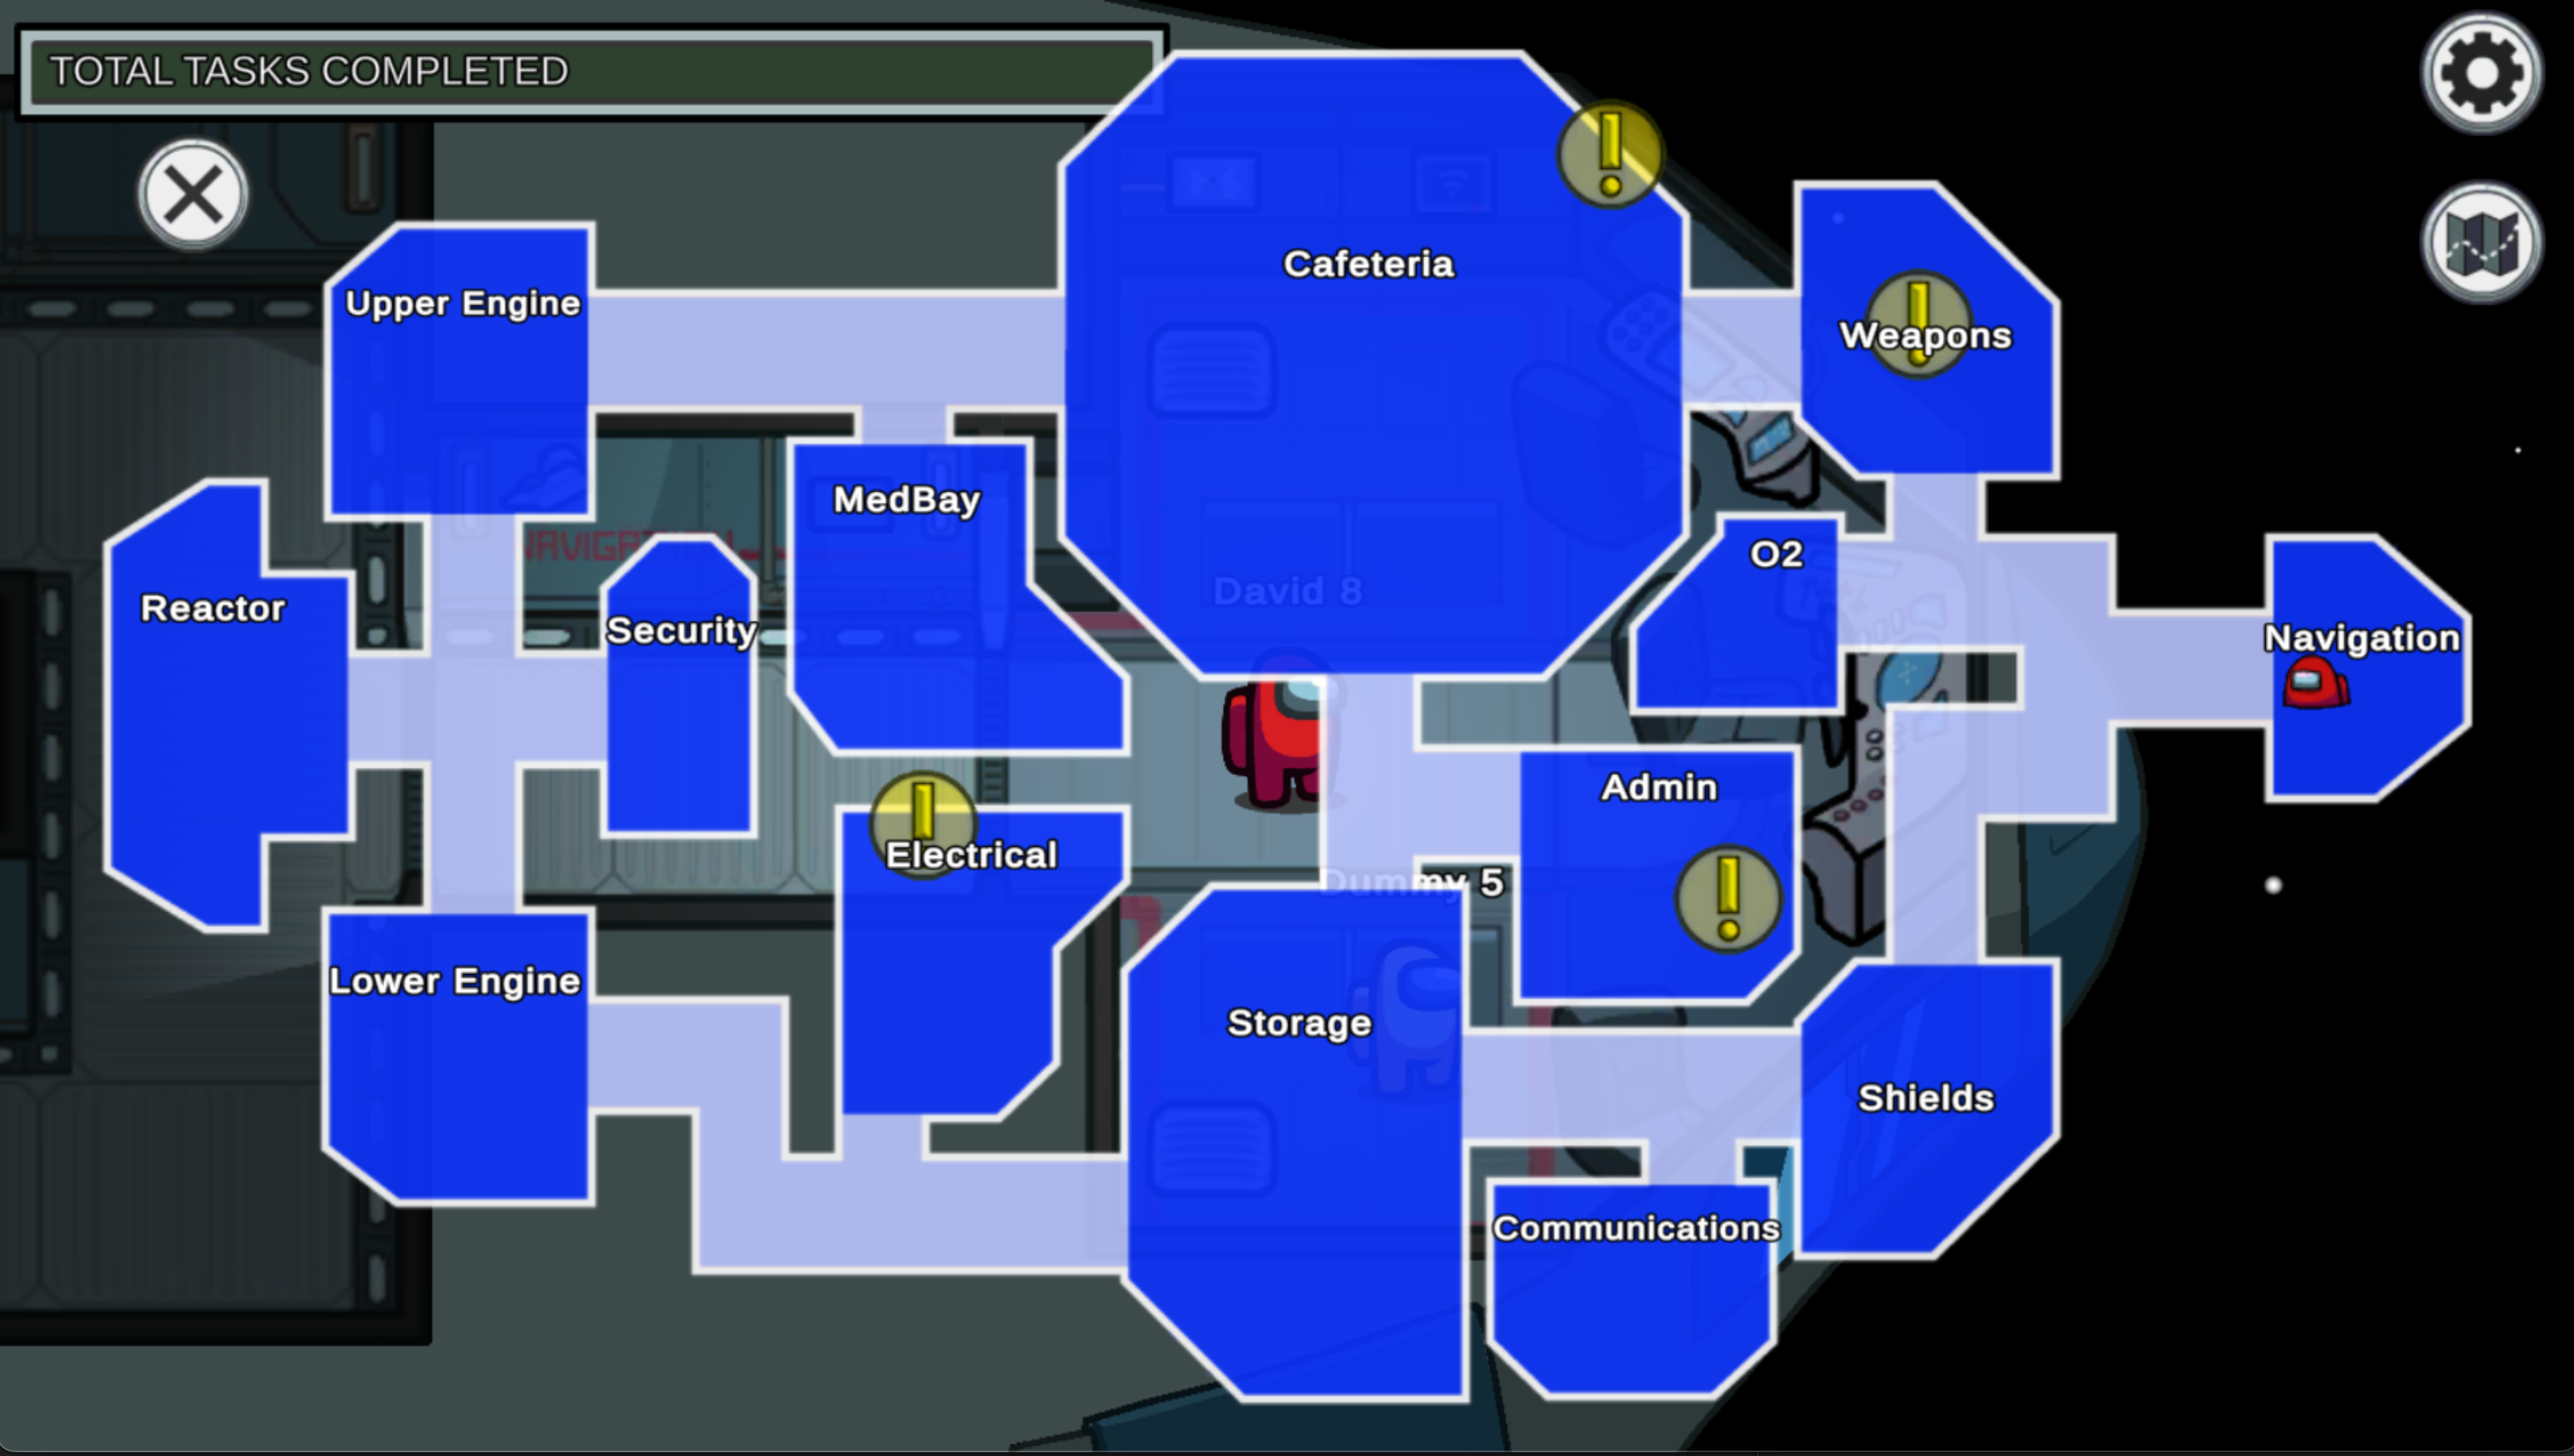 TOTAL TASKS COMPLETED
Cafeteria
Upper Engine
Weapons
MedBay
O2
NAVIGATION
David 8
Reactor
Security
Navigation
Admin
Electrical
Dummy 5
Lower Engine
Storage
Shields
Communications